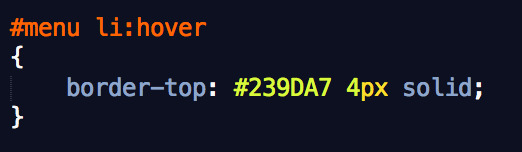 #menu li:hover
{
    border-top: #239DA7 4px solid;
}